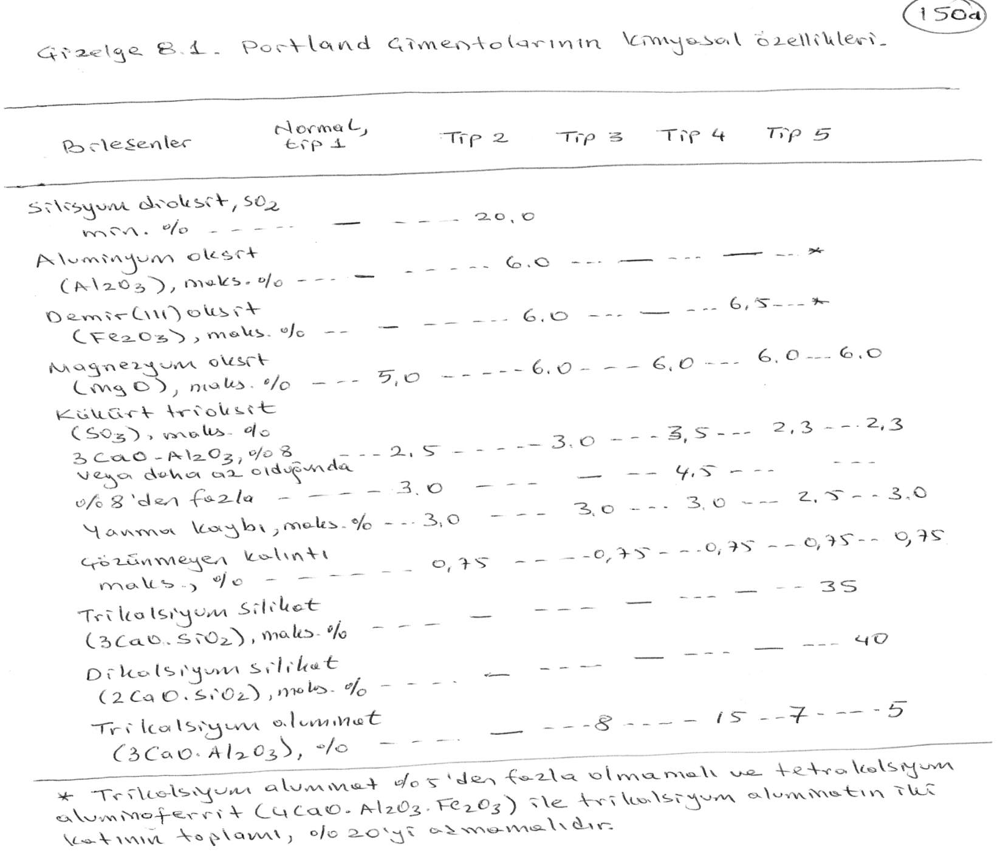 150a
Çizelge 8.1. Portland Çimentolarının kimyasal özellikleri.
Bileşenler Normal, tip 1 Tip 2 Tip 3 Tip 4 Tip 5
Silisyum dioksit, SO2
min. % ----- — ---- 20,0
Aluminyum oksit
(Al2O3), maks. % ---- — ----- 6.0 ---- — --- — --- *
Demir(III) oksit
(Fe2O3), maks. % -- — ------ 6.0 ---- — ---- 6,5---*
Magnezyum oksit
(MgO), maks. % ---- 5,0 ----- 6.0 --- 6,0 ---- 6,0 --- 6.0
Kükürt trioksit
(SO3), maks. %
3CaO-Al2O3, %8 ---- 2,5 ------ 3.0 ---- 3,5 --- 2,3 ---- 2,3
veya daha az olduğunda
%8'den fazla ---- 3.0 --- — -- 4,5 --- ---
Yanma kaybı, maks. % ---- 3,0 --- 3,0 ---- 3,0 --- 2,5 -- 3.0
Çözünmeyen kalıntı
maks., % ------- 0,75 -----0,75----0,75 --0,75-- 0,75
Trikalsiyum silikat
(3CaO.SiO2), maks. % --- — --- — --- — --- 35
Dikalsiyum silikat
(2CaO.SiO2), maks. % ---- — ---- — --- — --- 40
Trikalsiyum aluminat
(3CaO.Al2O3), % ---- — ---8 ----- 15 --7-----5
* Trikalsiyum aluminat %5'den fazla olmamalı ve tetrakalsiyum
aluminoferrit (4CaO.Al2O3.Fe2O3) ile trikalsiyum aluminatın iki
katının toplamı, %20'yi aşmamalıdır.